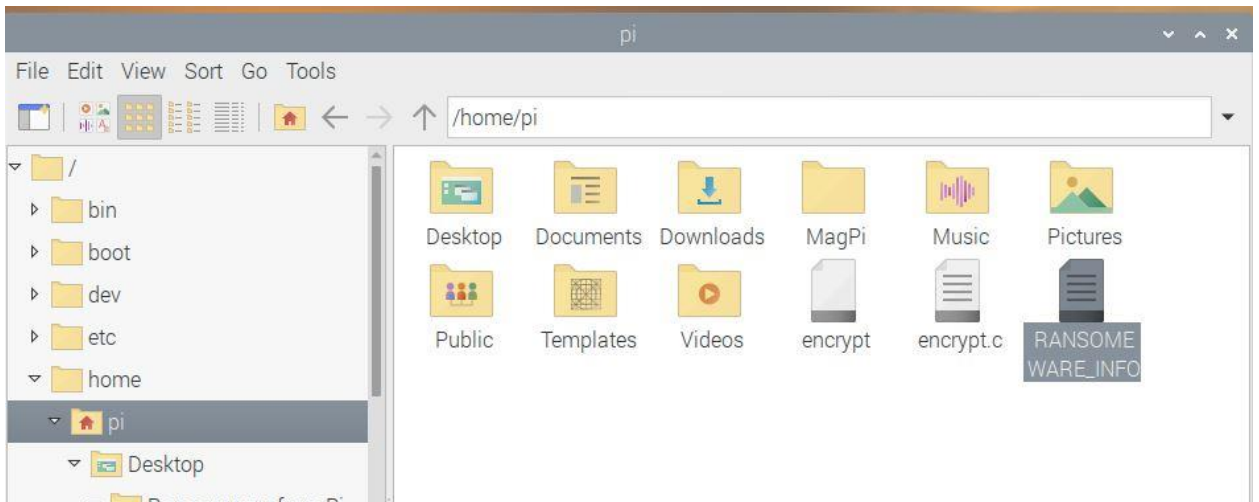 pi
File Edit View Sort Go Tools
/home/pi
/
bin
boot
dev
etc
home
pi
Desktop
Desktop Documents Downloads MagPi Music Pictures
Public Templates Videos encrypt encrypt.c RANSOME
WARE_INFO